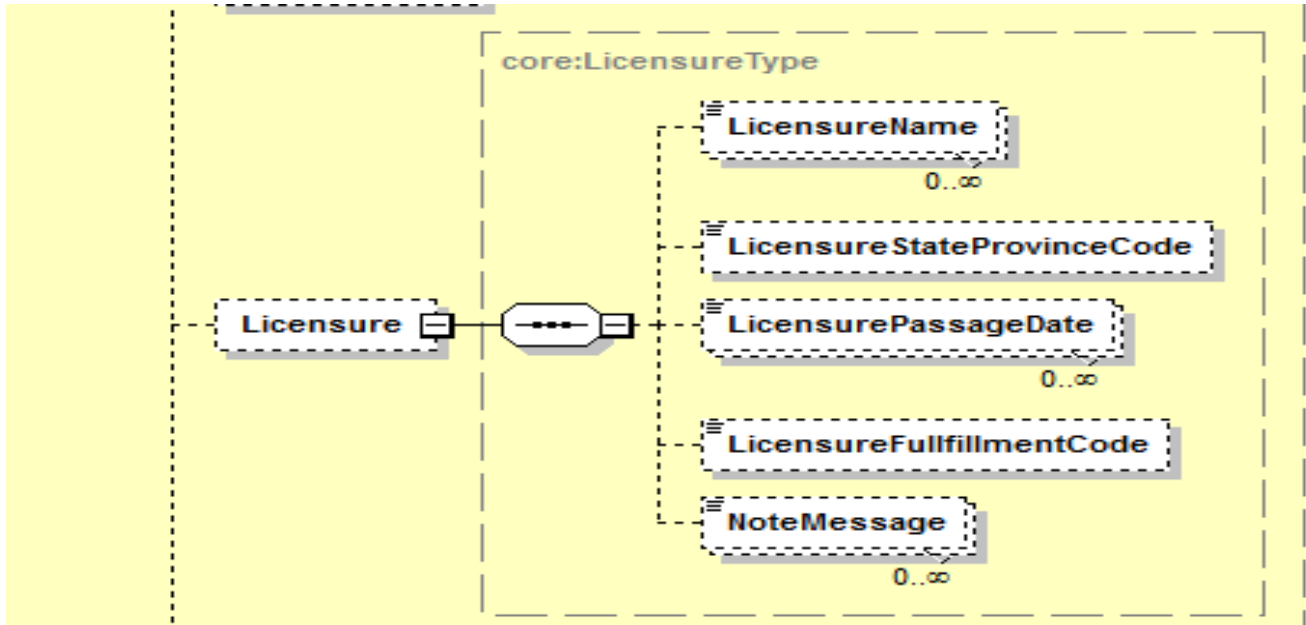 core:LicensureType
LicensureName
0..∞
LicensureStateProvinceCode
Licensure
LicensurePassageDate
0..∞
LicensureFullfillmentCode
NoteMessage
0..∞